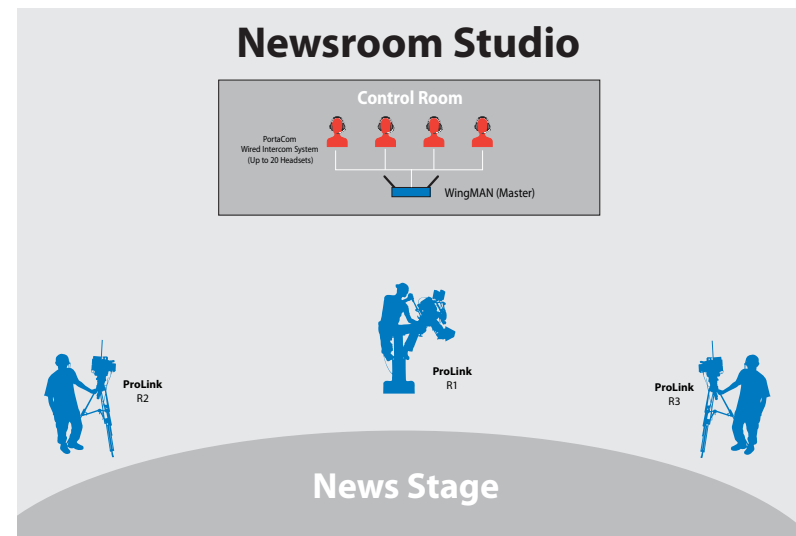 Newsroom Studio
Control Room
PortaCom
Wired Intercom System
(Up to 20 Headsets)
WingMAN (Master)
ProLink
R1
ProLink
R2
ProLink
R3
News Stage